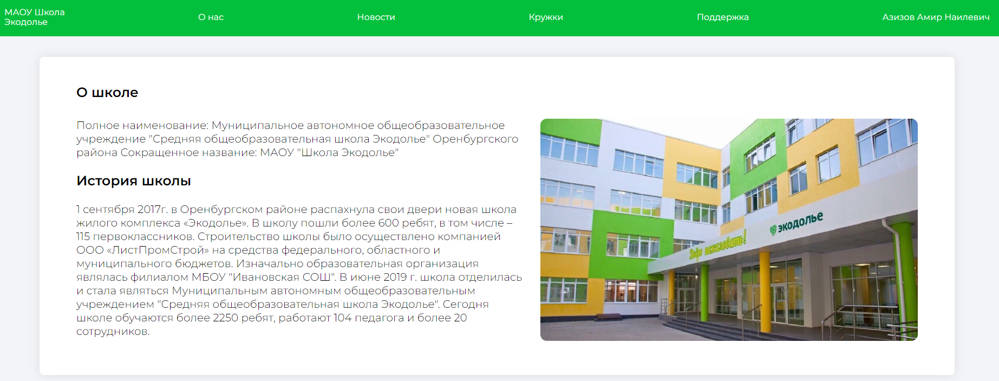 МАОУ Школа
Экодолье
О нас
Новости
Кружки
Поддержка
Азизов Амир Наилевич
О школе
Полное наименование: Муниципальное автономное общеобразовательное
учреждение "Средняя общеобразовательная школа Экодолье" Оренбургского
района Сокращенное название: МАОУ "Школа Экодолье"
История школы
1 сентября 2017г. в Оренбургском районе распахнула свои двери новая школа
жилого комплекса «Экодолье». В школу пошли более 600 ребят, в том числе –
115 первоклассников. Строительство школы было осуществлено компанией
ООО «ЛистПромСтрой» на средства федерального, областного и
муниципального бюджетов. Изначально образовательная организация
являлась филиалом МБОУ "Ивановская СОШ". В июне 2019 г. школа отделилась
и стала являться Муниципальным автономным общеобразовательным
учреждением "Средняя общеобразовательная школа Экодолье". Сегодня
школе обучаются более 2250 ребят, работают 104 педагога и более 20
сотрудников.
экодолье
Добро пожаловать!